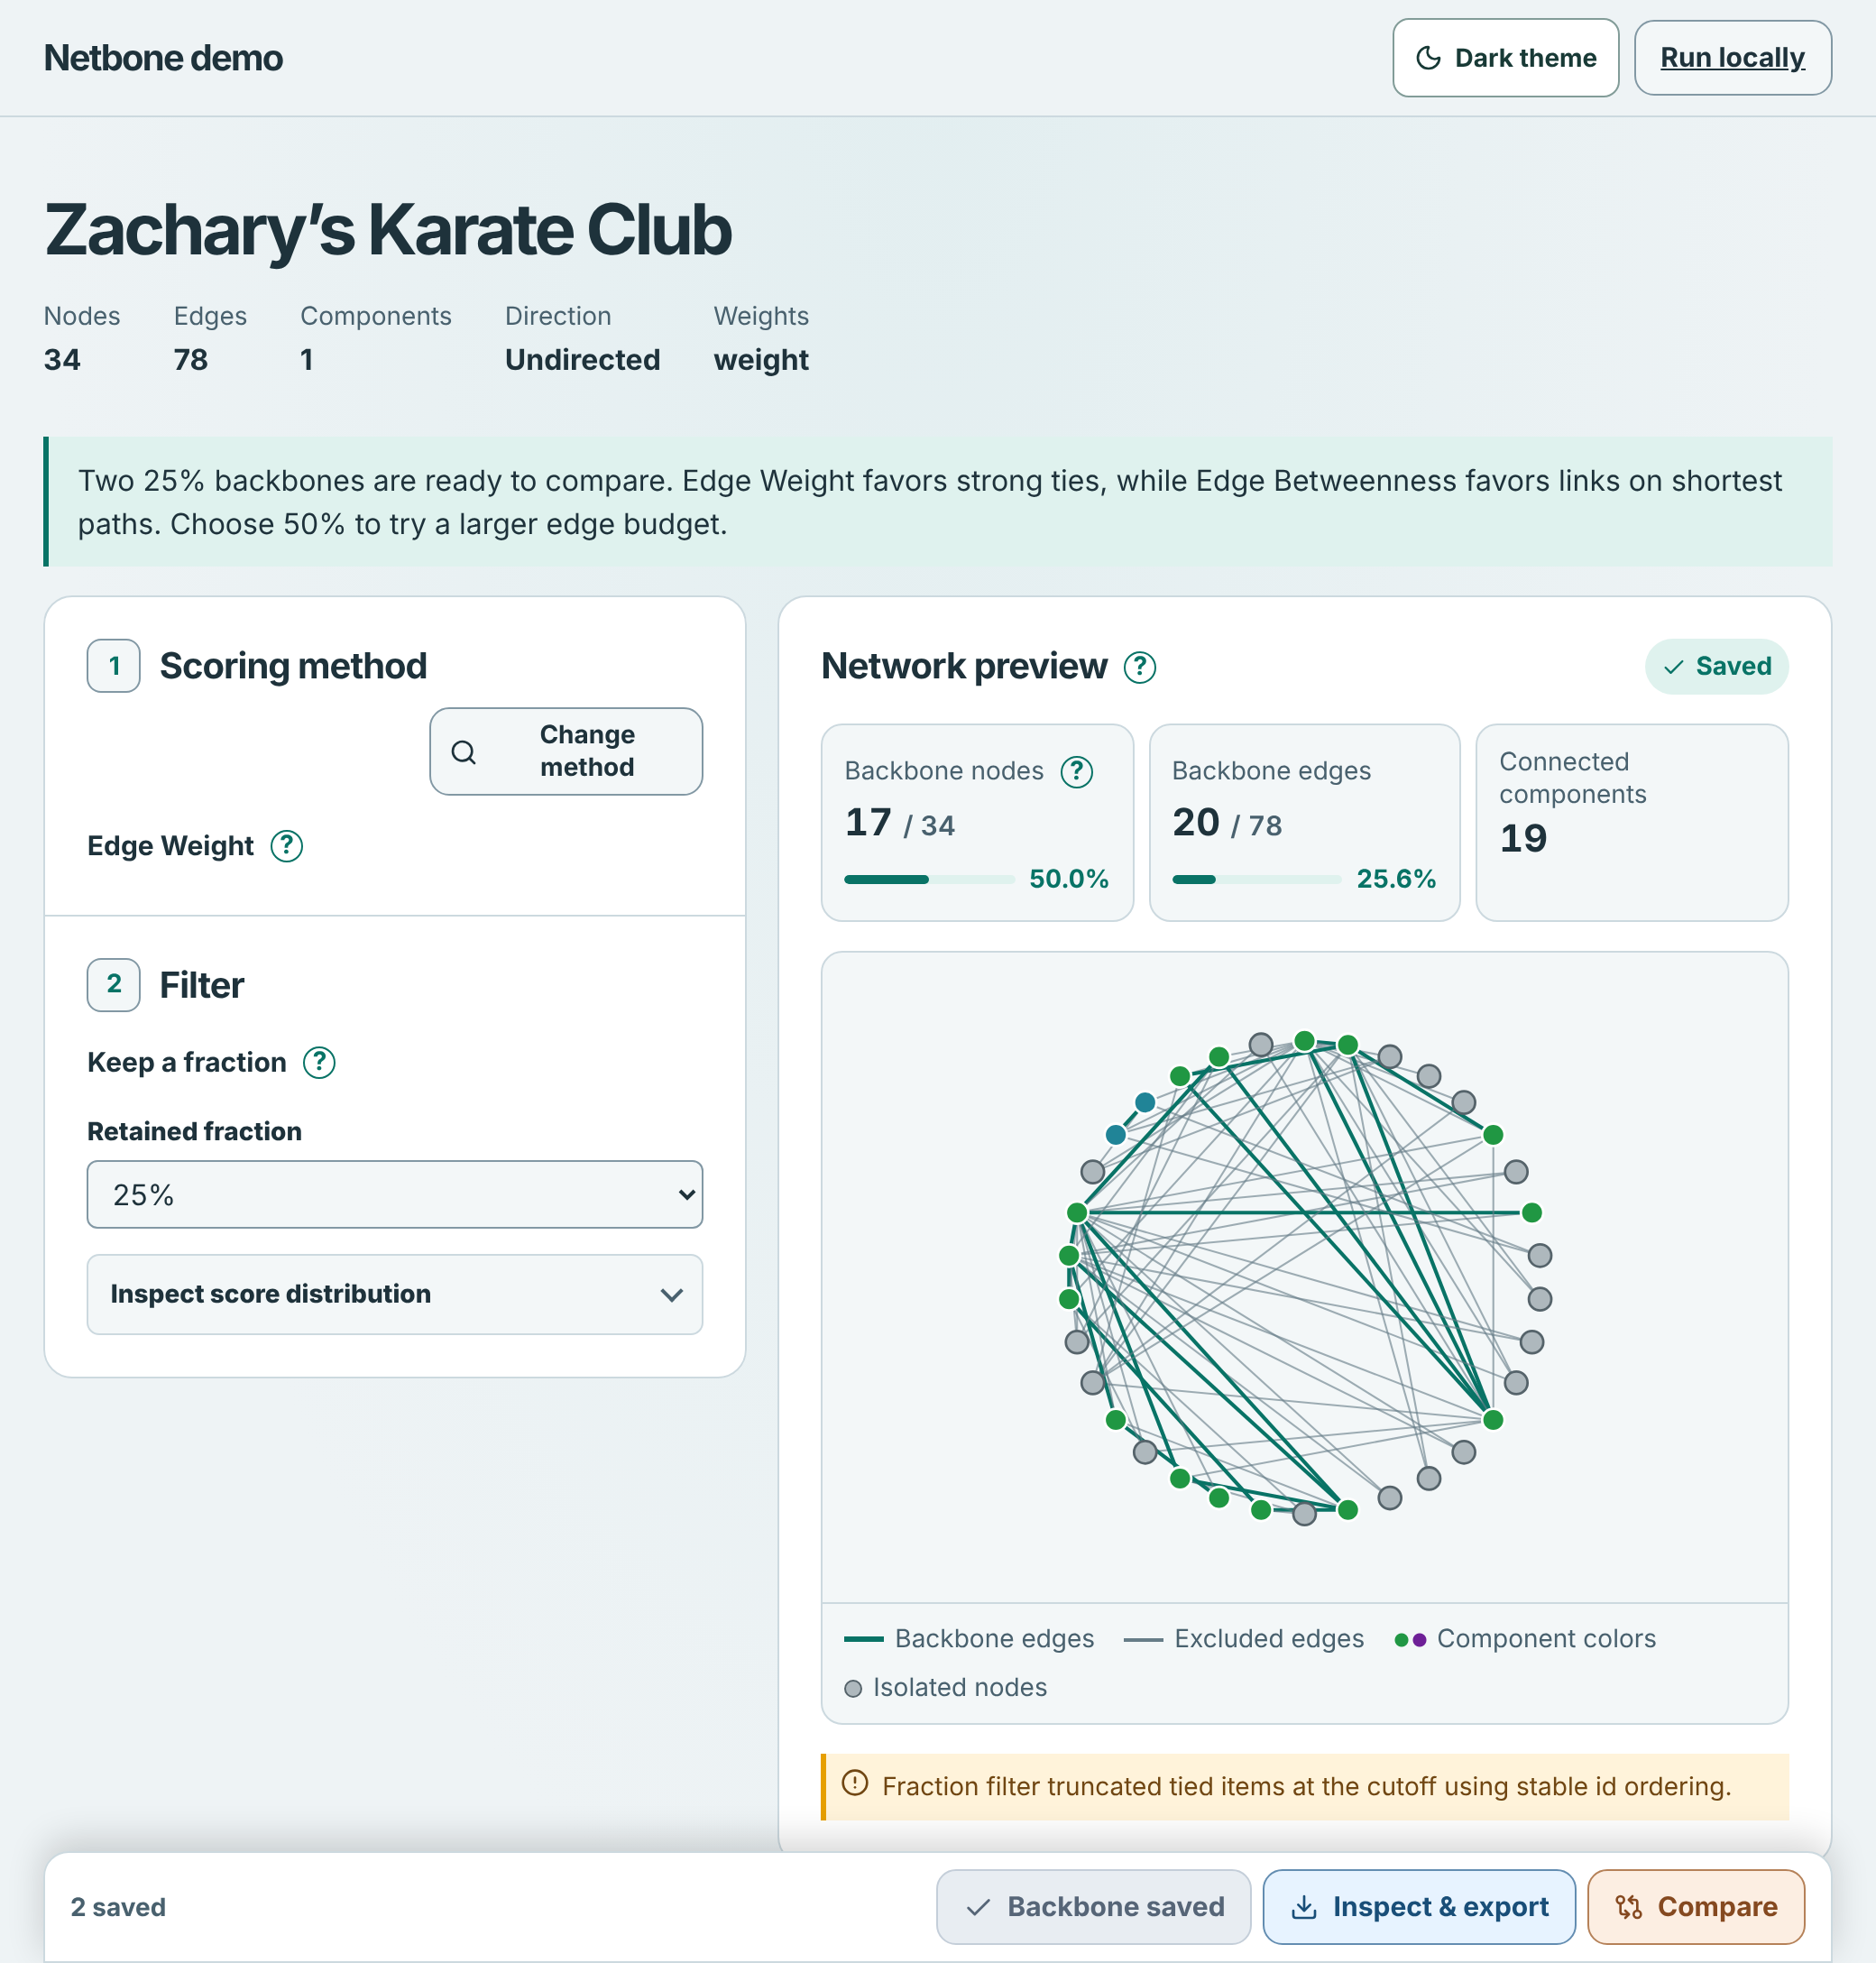 Netbone demo
Dark theme
Run locally
Zachary’s Karate Club
Nodes
34
Edges
78
Components
1
Direction
Undirected
Weights
weight
Two 25% backbones are ready to compare. Edge Weight favors strong ties, while Edge Betweenness favors links on shortest
paths. Choose 50% to try a larger edge budget.
1
Scoring method
Change
method
Edge Weight ?
2
Filter
Keep a fraction ?
Retained fraction
25%
Inspect score distribution
Network preview ?
Saved
Backbone nodes ?
17 / 34
50.0%
Backbone edges
20 / 78
25.6%
Connected
components
19
Backbone edges
Excluded edges
Component colors
Isolated nodes
Fraction filter truncated tied items at the cutoff using stable id ordering.
2 saved
Backbone saved
Inspect & export
Compare